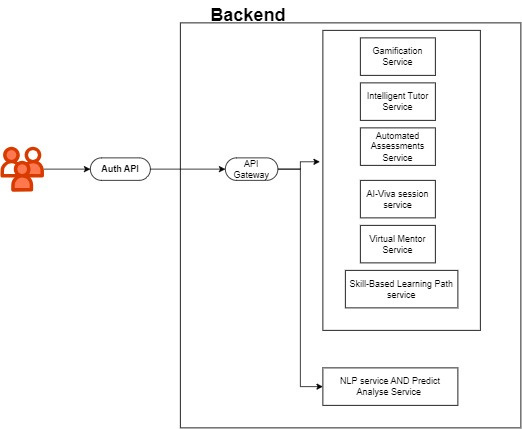 Backend
Gamification
Service
Intelligent Tutor
Service
Automated
Assessments
Service
Auth API
API
Gateway
AI-Viva session
service
Virtual Mentor
Service
Skill-Based Learning Path
service
NLP service AND Predict
Analyse Service